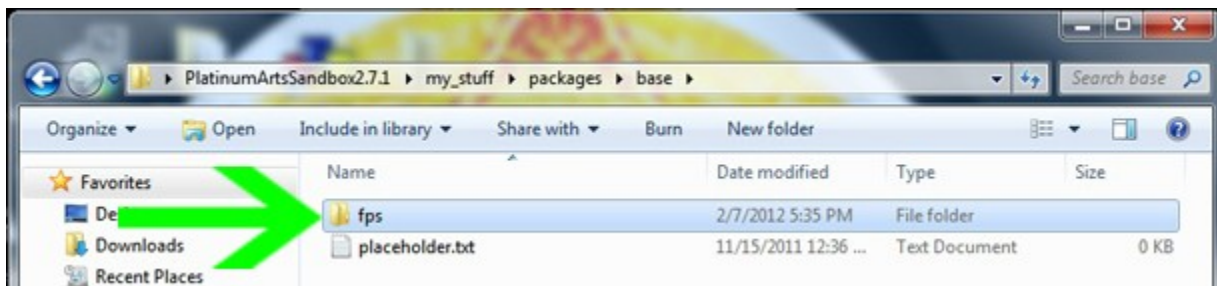 PlatinumArtsSandbox2.7.1 my_stuff packages base Search base
Organize Open Include in library Share with Burn New folder
Favorites Name Date modified Type Size
fps 2/7/2012 5:35 PM File folder
Downloads placeholder.txt 11/15/2011 12:36 ... Text Document 0 KB
Recent Places